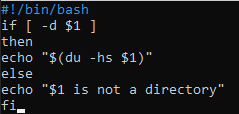 #!/bin/bash
if [ -d $1 ]
then
echo "$(du -hs $1)"
else
echo "$1 is not a directory"
fi